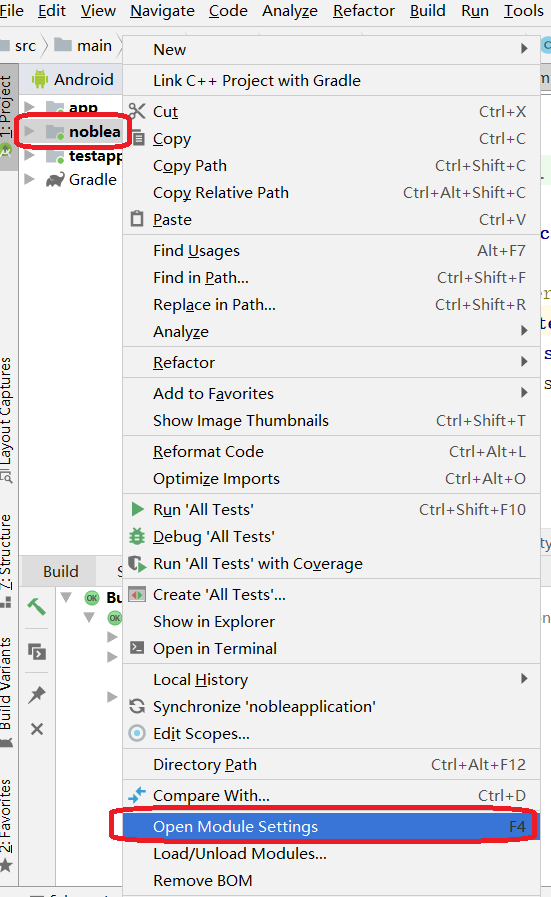 File Edit View Navigate Code Analyze Refactor Build Run Tools
src main
Android
1: Project
app
noblea
testapp
Gradle
New
Link C++ Project with Gradle
Cut Ctrl+X
Copy Ctrl+C
Copy Path Ctrl+Shift+C
Copy Relative Path Ctrl+Alt+Shift+C
Paste Ctrl+V
Find Usages Alt+F7
Find in Path... Ctrl+Shift+F
Replace in Path... Ctrl+Shift+R
Analyze
Refactor
Add to Favorites
Show Image Thumbnails Ctrl+Shift+T
Reformat Code Ctrl+Alt+L
Optimize Imports Ctrl+Alt+O
Run 'All Tests' Ctrl+Shift+F10
Debug 'All Tests'
Run 'All Tests' with Coverage
Create 'All Tests'...
Show in Explorer
Open in Terminal
Local History
Synchronize 'nobleapplication'
Edit Scopes...
Directory Path Ctrl+Alt+F12
Compare With... Ctrl+D
Open Module Settings F4
Load/Unload Modules...
Remove BOM
Layout Captures
7: Structure
Build Variants
2: Favorites
Build
OK Bu
OK